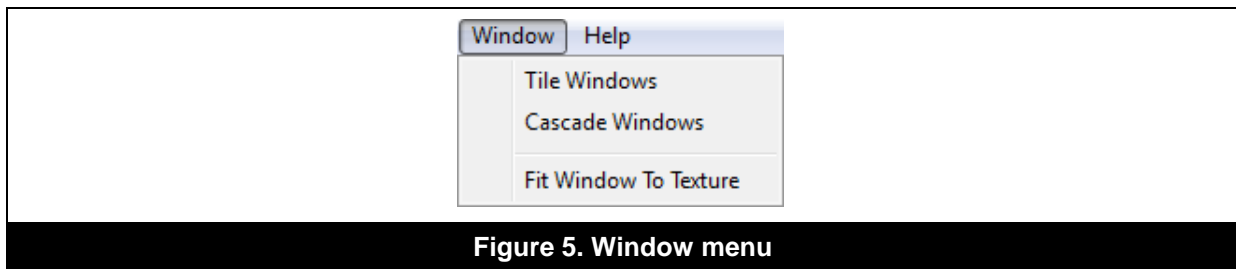 Window Help
Tile Windows
Cascade Windows
Fit Window To Texture
Figure 5. Window menu